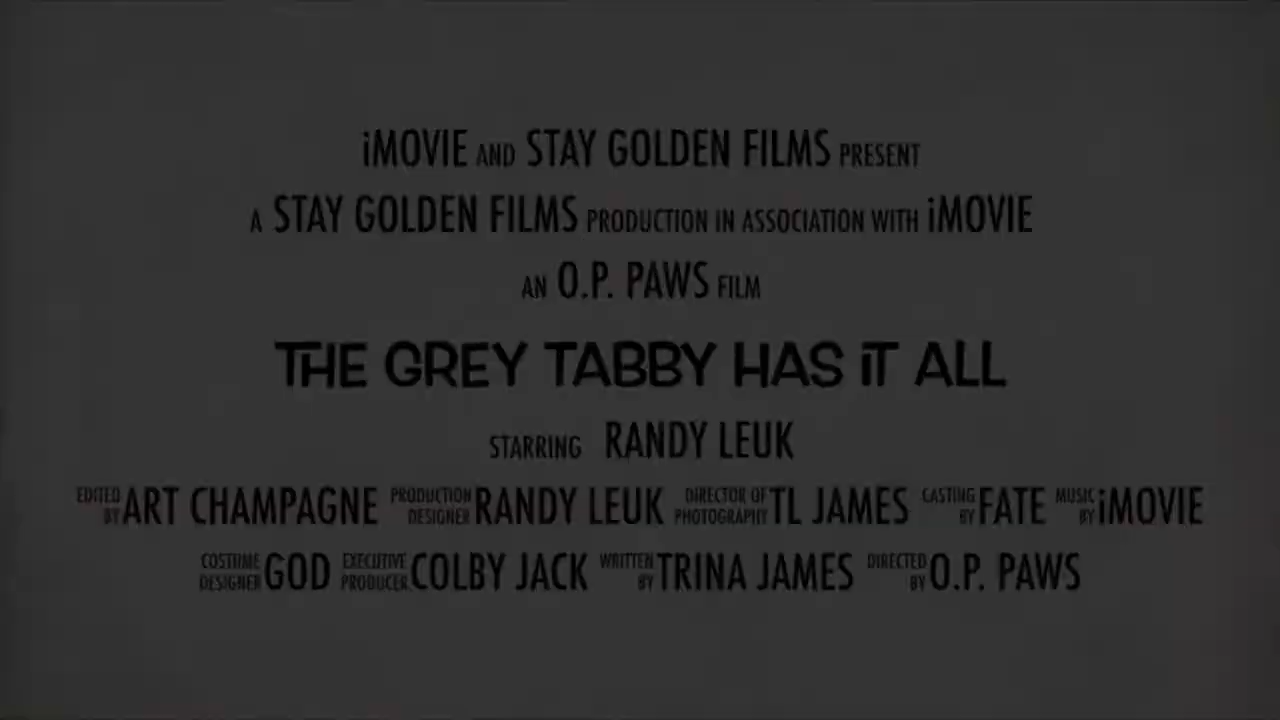 iMOVIE AND STAY GOLDEN FILMS PRESENT
A STAY GOLDEN FILMS PRODUCTION IN ASSOCIATION WITH iMOVIE
AN O.P. PAWS FILM
THE GREY TABBY HAS iT ALL
STARRING RANDY LEUK
EDITED BY ART CHAMPAGNE PRODUCTION DESIGNER RANDY LEUK DIRECTOR OF PHOTOGRAPHY TL JAMES CASTING BY FATE MUSIC BY iMOVIE
COSTUME DESIGNER GOD EXECUTIVE PRODUCER COLBY JACK WRITTEN BY TRINA JAMES DIRECTED BY O.P. PAWS